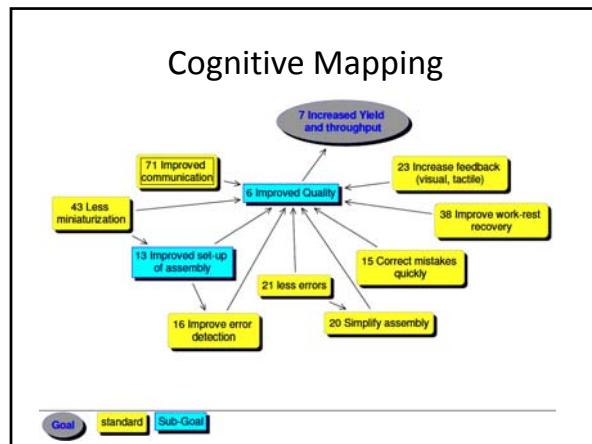 Cognitive Mapping
7 Increased Yield
and throughput
71 Improved
communication
6 Improved Quality
23 Increase feedback
(visual, tactile)
43 Less
miniaturization
38 Improve work-rest
recovery
13 Improved set-up
of assembly
15 Correct mistakes
quickly
21 less errors
16 Improve error
detection
20 Simplify assembly
Goal
standard
Sub-Goal